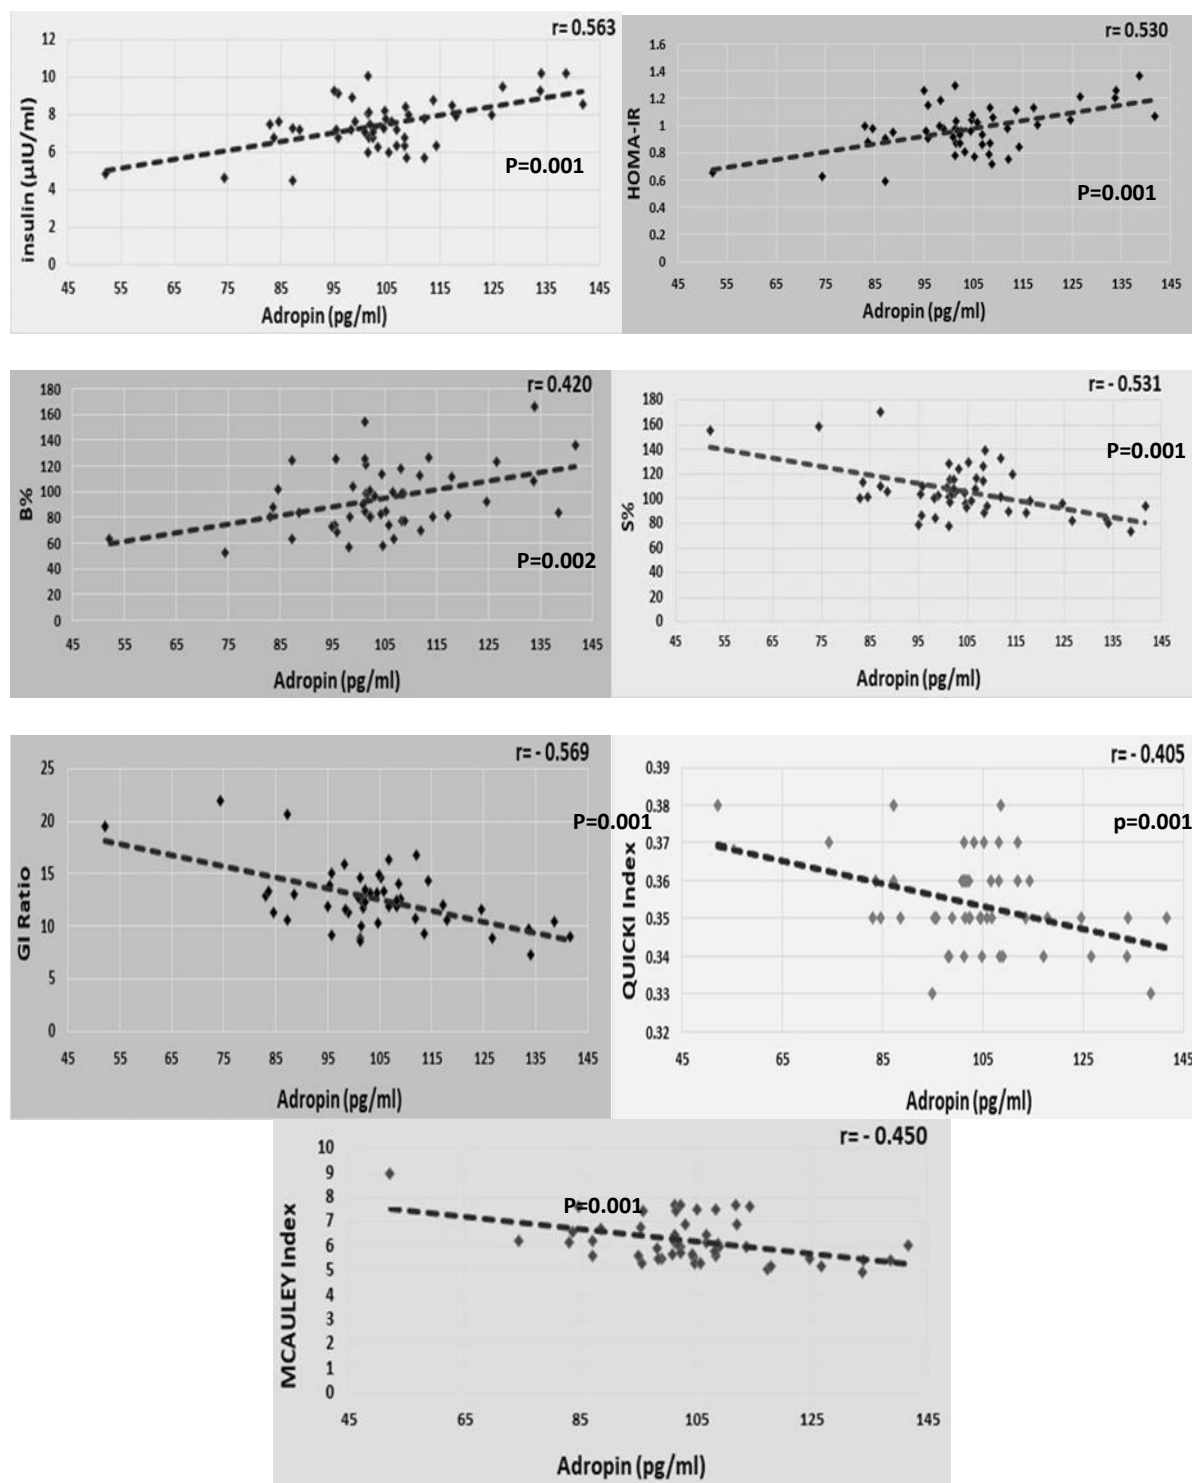 r= 0.563
insulin (µIU/ml)
12
10
8
6
4
2
0
P=0.001
45 55 65 75 85 95 105 115 125 135 145
Adropin (pg/ml)
r= 0.530
HOMA-IR
1.6
1.4
1.2
1
0.8
0.6
0.4
0.2
0
P=0.001
45 55 65 75 85 95 105 115 125 135 145
Adropin (pg/ml)
r= 0.420
B%
180
160
140
120
100
80
60
40
20
0
P=0.002
45 55 65 75 85 95 105 115 125 135 145
Adropin (pg/ml)
r= - 0.531
S%
180
160
140
120
100
80
60
40
20
0
P=0.001
45 55 65 75 85 95 105 115 125 135 145
Adropin (pg/ml)
r= - 0.569
GI Ratio
25
20
15
10
5
0
P=0.001
45 55 65 75 85 95 105 115 125 135 145
Adropin (pg/ml)
r= - 0.405
QUICKI Index
0.39
0.38
0.37
0.36
0.35
0.34
0.33
0.32
p=0.001
45 65 85 105 125 145
Adropin (pg/ml)
r= - 0.450
MCAULEY Index
10
9
8
7
6
5
4
3
2
1
0
P=0.001
45 65 85 105 125 145
Adropin (pg/ml)